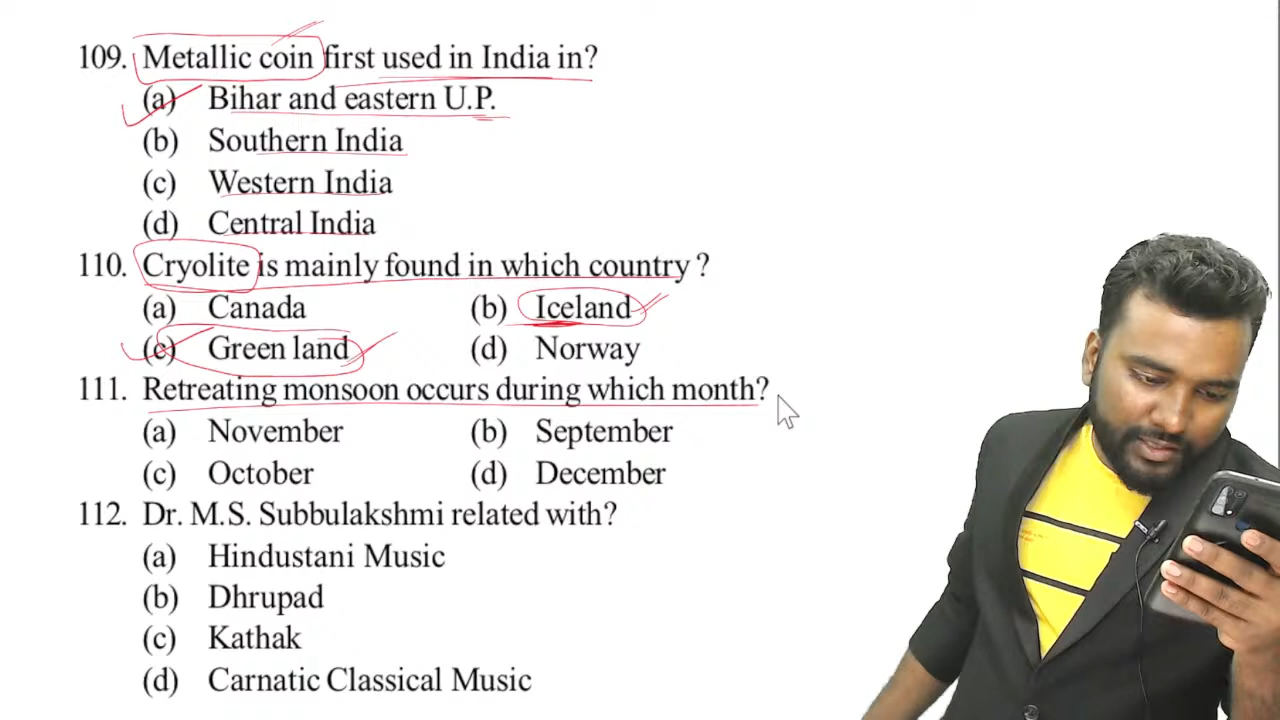 109. Metallic coin first used in India in?
(a) Bihar and eastern U.P.
(b) Southern India
(c) Western India
(d) Central India
110. Cryolite is mainly found in which country ?
(a) Canada (b) Iceland
(c) Green land (d) Norway
111. Retreating monsoon occurs during which month?
(a) November (b) September
(c) October (d) December
112. Dr. M.S. Subbulakshmi related with?
(a) Hindustani Music
(b) Dhrupad
(c) Kathak
(d) Carnatic Classical Music